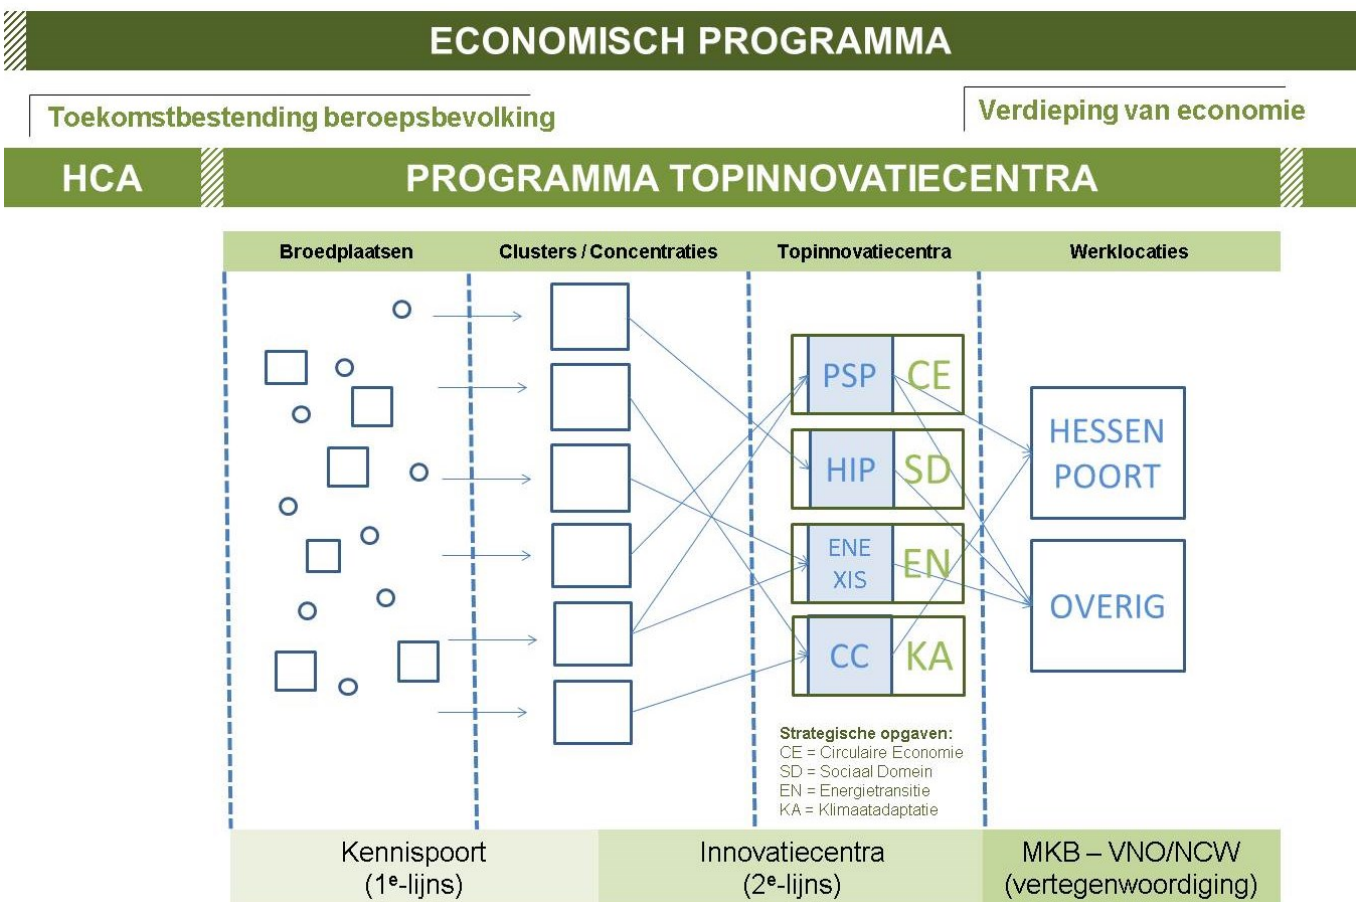 ECONOMISCH PROGRAMMA
Toekomstbestending beroepsbevolking
Verdieping van economie
HCA
PROGRAMMA TOPINNOVATIECENTRA
Broedplaatsen
Clusters / Concentraties
Topinnovatiecentra
Werklocaties
PSP
CE
HIP
SD
ENE
XIS
EN
CC
KA
HESSEN
POORT
OVERIG
Strategische opgaven:
CE = Circulaire Economie
SD = Sociaal Domein
EN = Energietransitie
KA = Klimaatadaptatie
Kennispoort
(1e-lijns)
Innovatiecentra
(2e-lijns)
MKB – VNO/NCW
(vertegenwoordiging)